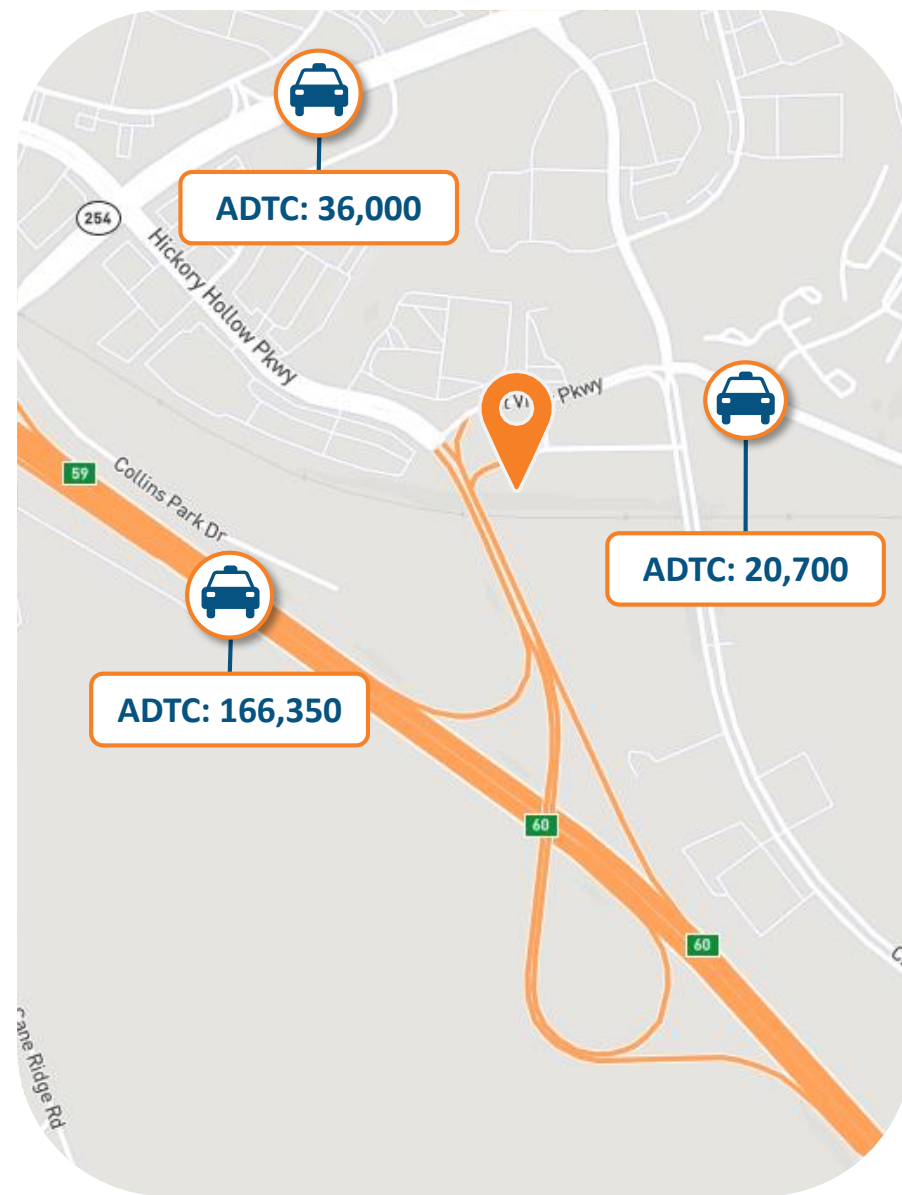 ADTC: 36,000
254
Hickory Hollow Pkwy
Pkwy
59
Collins Park Dr
ADTC: 20,700
ADTC: 166,350
60
60
Cane Ridge Rd